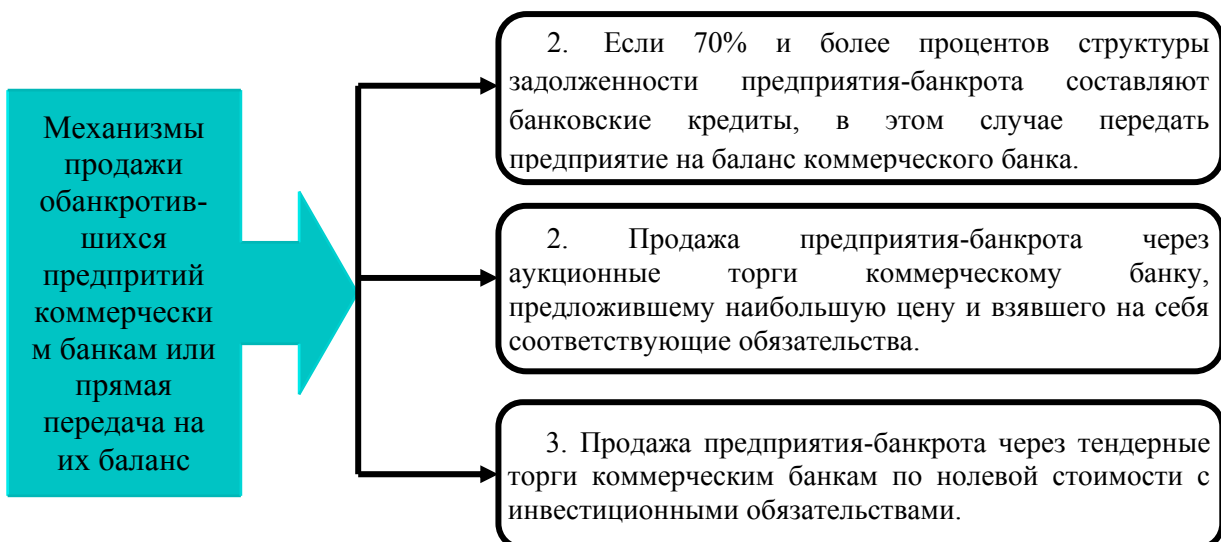 Механизмы
продажи
обанкротив-
шихся
предпритий
коммерчески
м банкам или
прямая
передача на
их баланс
2. Если 70% и более процентов структуры
задолженности предприятия-банкрота составляют
банковские кредиты, в этом случае передать
предприятие на баланс коммерческого банка.
2. Продажа предприятия-банкрота через
аукционные торги коммерческому банку,
предложившему наибольшую цену и взявшего на себя
соответствующие обязательства.
3. Продажа предприятия-банкрота через тендерные
торги коммерческим банкам по нолевой стоимости с
инвестиционными обязательствами.